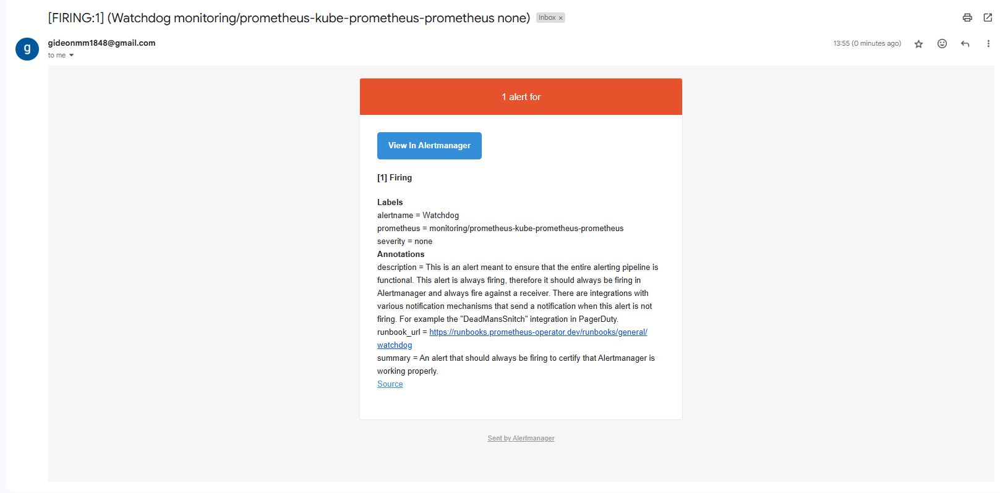 [FIRING:1] (Watchdog monitoring/prometheus-kube-prometheus-prometheus none) Inbox ×
g
gideonmm1848@gmail.com
13:55 (0 minutes ago)
to me
1 alert for
View In Alertmanager
[1] Firing
Labels
alertname = Watchdog
prometheus = monitoring/prometheus-kube-prometheus-prometheus
severity = none
Annotations
description = This is an alert meant to ensure that the entire alerting pipeline is
functional. This alert is always firing, therefore it should always be firing in
Alertmanager and always fire against a receiver. There are integrations with
various notification mechanisms that send a notification when this alert is not
firing. For example the "DeadMansSnitch" integration in PagerDuty.
runbook_url = https://runbooks.prometheus-operator.dev/runbooks/general/
watchdog
summary = An alert that should always be firing to certify that Alertmanager is
working properly.
Source
Sent by Alertmanager